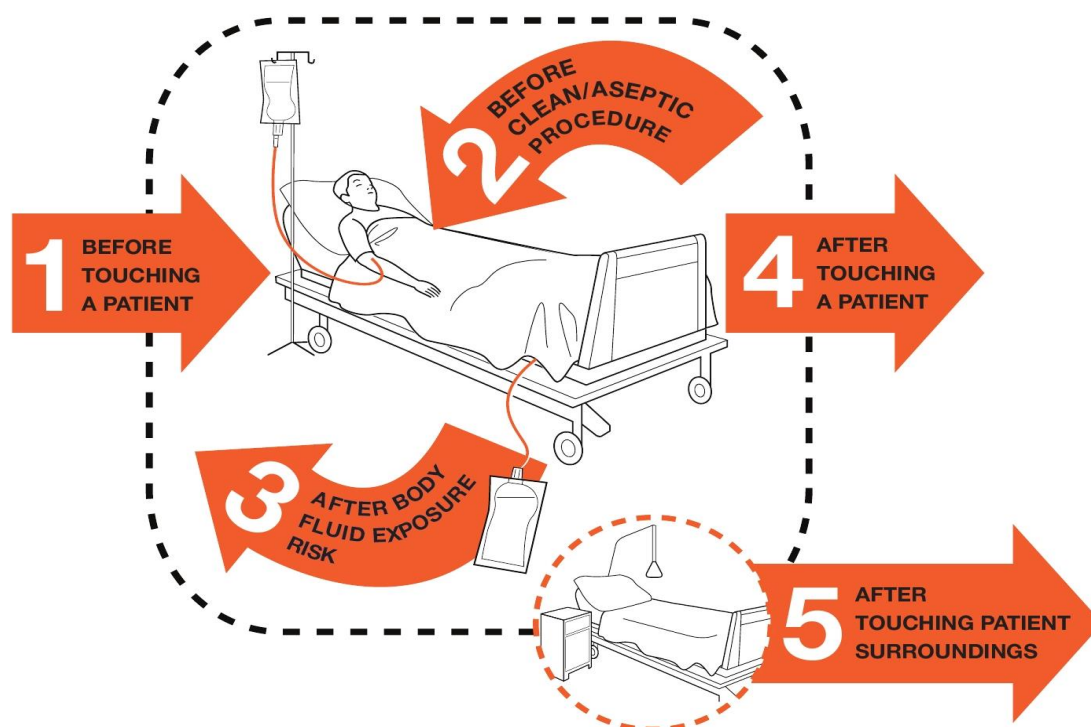 1
BEFORE
TOUCHING
A PATIENT
2
BEFORE
CLEAN/ASEPTIC
PROCEDURE
3
AFTER BODY
FLUID EXPOSURE
RISK
4
AFTER
TOUCHING
A PATIENT
5
AFTER
TOUCHING PATIENT
SURROUNDINGS